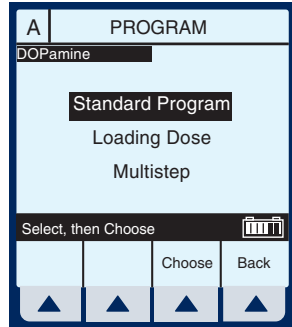 A PROGRAM
DOPamine
Standard Program
Loading Dose
Multistep
Select, then Choose
Choose Back